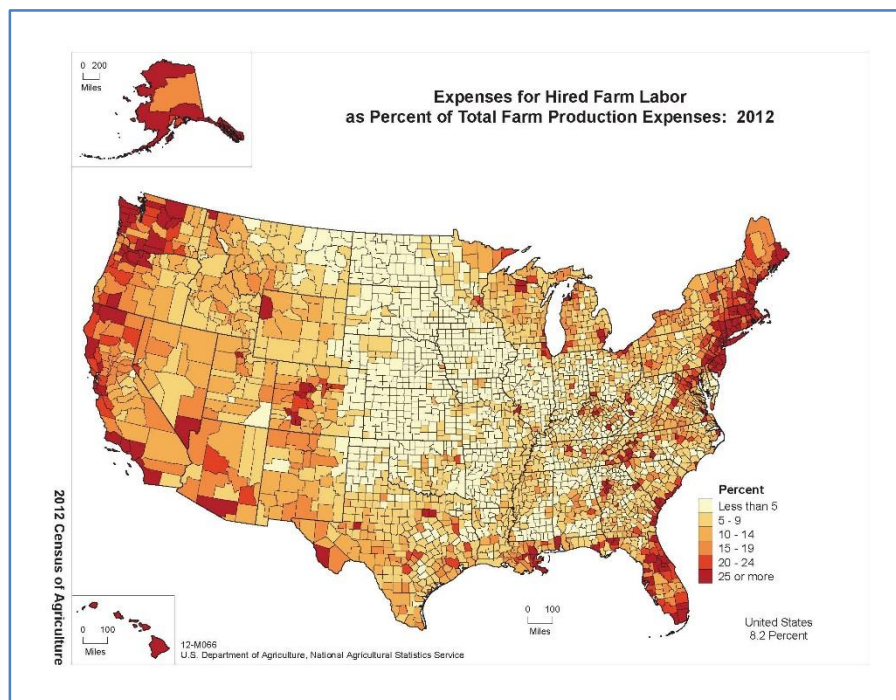 0 200
Miles
Expenses for Hired Farm Labor
as Percent of Total Farm Production Expenses: 2012
Percent
Less than 5
5 - 9
10 - 14
15 - 19
20 - 24
25 or more
2012 Census of Agriculture
0 100
Miles
0 100
Miles
United States
8.2 Percent
12-M066
U.S. Department of Agriculture, National Agricultural Statistics Service